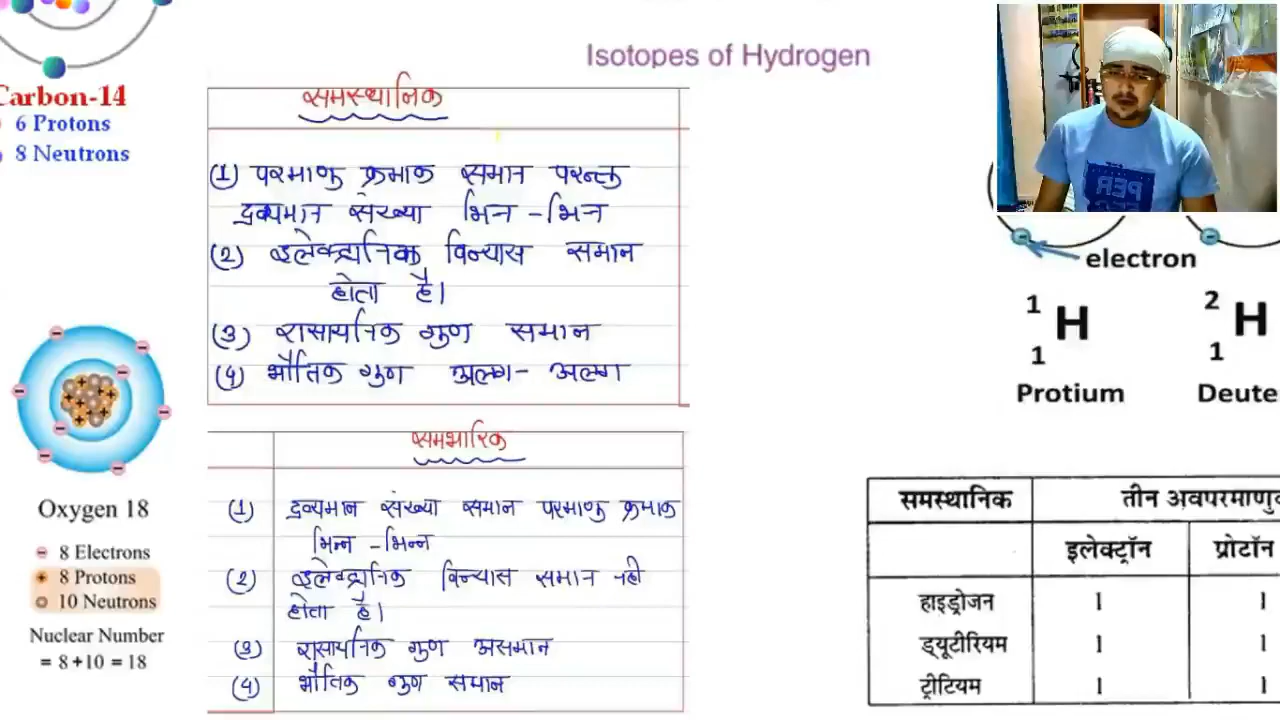 Isotopes of Hydrogen
Carbon-14
6 Protons
8 Neutrons
समस्थानिक
(1) परमाणु क्रमाक समान परन्तु
द्रव्यमान संख्या भिन्न - भिन्न
(2) इलेक्ट्रानिक विन्यास समान
होता है।
(3) रासायनिक गुण समान
(4) भौतिक गुण अलग - अलग
समभारिक
(1) द्रव्यमान संख्या समान परमाणु क्रमाक
भिन्न - भिन्न
(2) इलेक्ट्रानिक विन्यास समान नही
होता है।
(3) रासायनिक गुण असमान
(4) भौतिक गुण समान
Oxygen 18
8 Electrons
8 Protons
10 Neutrons
Nuclear Number
= 8+10 = 18
PER
electron
1 1 H
2 1 H
Protium
Deute
समस्थानिक तीन अवपरमाणुव
इलेक्ट्रॉन प्रोटॉन
हाइड्रोजन 1 1
ड्यूटीरियम 1 1
ट्रीटियम 1 1